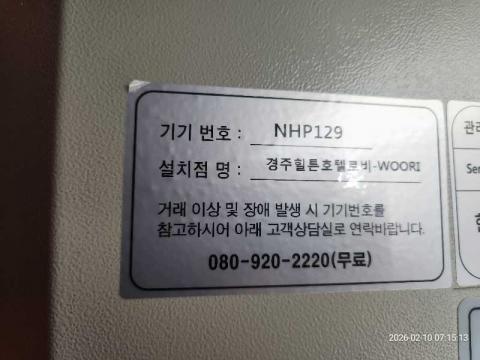 기기 번호 : NHP129
설치점 명 : 경주힐튼호텔로비-WOORI
거래 이상 및 장애 발생 시 기기번호를
참고하시어 아래 고객상담실로 연락바랍니다.
080-920-2220(무료)
관리
Ser
2026-02-10 07:15:13